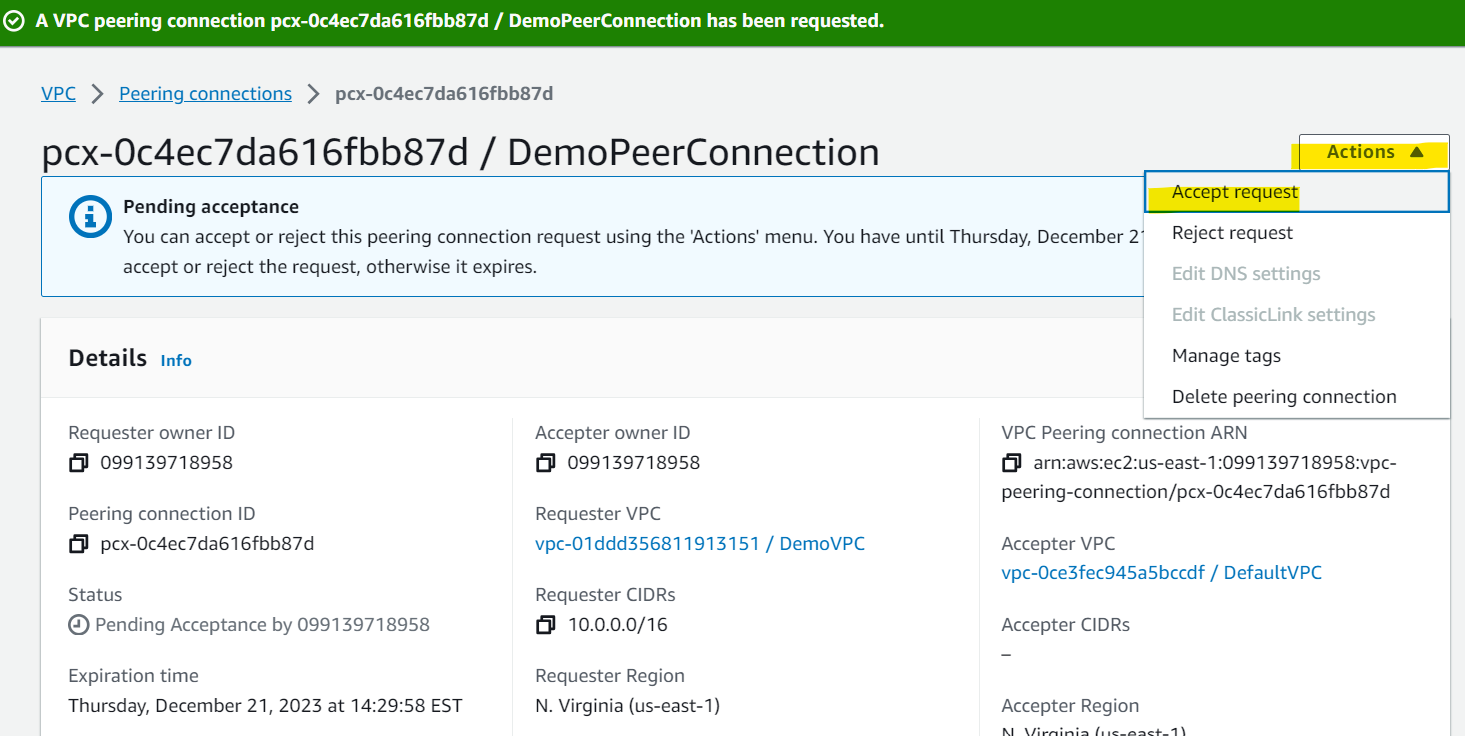 A VPC peering connection pcx-0c4ec7da616fbb87d / DemoPeerConnection has been requested.
VPC > Peering connections > pcx-0c4ec7da616fbb87d
pcx-0c4ec7da616fbb87d / DemoPeerConnection
Actions
Pending acceptance
You can accept or reject this peering connection request using the 'Actions' menu. You have until Thursday, December 21
accept or reject the request, otherwise it expires.
Accept request
Reject request
Edit DNS settings
Edit ClassicLink settings
Manage tags
Delete peering connection
Details Info
Requester owner ID
099139718958
Peering connection ID
pcx-0c4ec7da616fbb87d
Status
Pending Acceptance by 099139718958
Expiration time
Thursday, December 21, 2023 at 14:29:58 EST
Accepter owner ID
099139718958
Requester VPC
vpc-01ddd356811913151 / DemoVPC
Requester CIDRs
10.0.0.0/16
Requester Region
N. Virginia (us-east-1)
VPC Peering connection ARN
arn:aws:ec2:us-east-1:099139718958:vpc-
peering-connection/pcx-0c4ec7da616fbb87d
Accepter VPC
vpc-0ce3fec945a5bccdf / DefaultVPC
Accepter CIDRs
–
Accepter Region
N. Virginia (us-east-1)